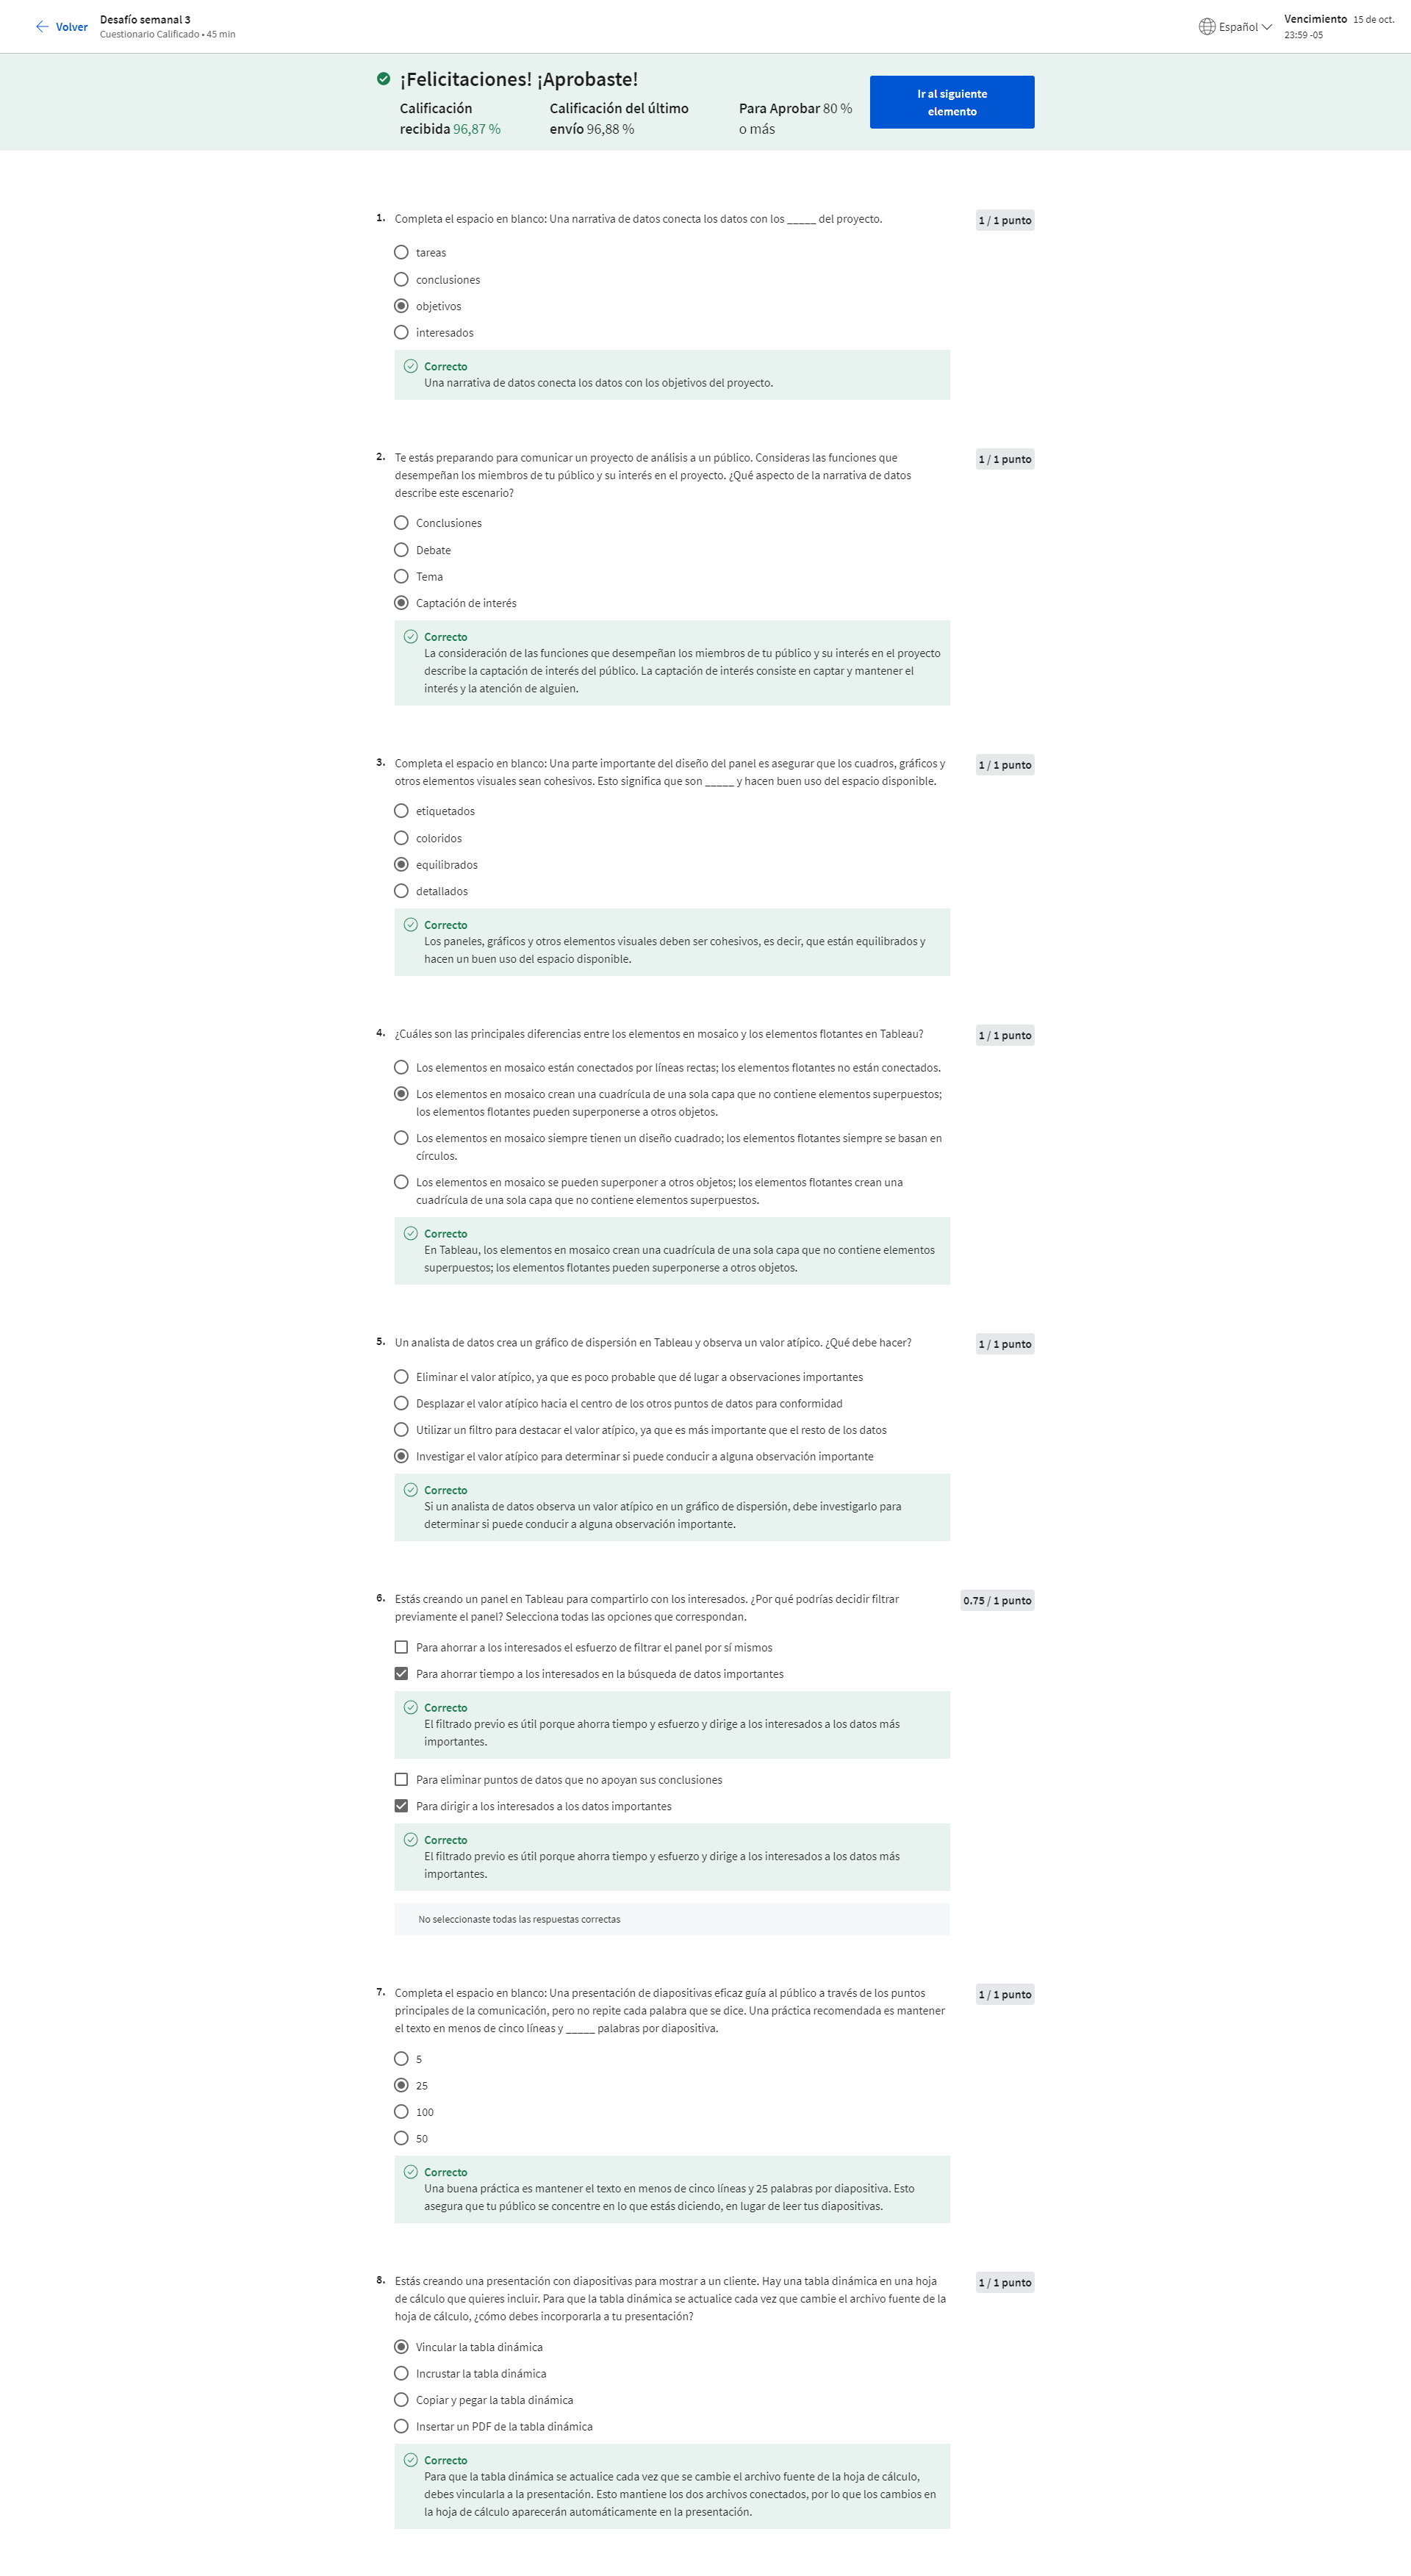 Volver
Desafío semanal 3
Cuestionario Calificado • 45 min
Español
Vencimiento 15 de oct.
23:59 -05
¡Felicitaciones! ¡Aprobaste!
Calificación
recibida 96,87 %
Calificación del último
envío 96,88 %
Para Aprobar 80 %
o más
Ir al siguiente
elemento
1. Completa el espacio en blanco: Una narrativa de datos conecta los datos con los _____ del proyecto.
1 / 1 punto
tareas
conclusiones
objetivos
interesados
Correcto
Una narrativa de datos conecta los datos con los objetivos del proyecto.
2. Te estás preparando para comunicar un proyecto de análisis a un público. Consideras las funciones que
desempeñan los miembros de tu público y su interés en el proyecto. ¿Qué aspecto de la narrativa de datos
describe este escenario?
1 / 1 punto
Conclusiones
Debate
Tema
Captación de interés
Correcto
La consideración de las funciones que desempeñan los miembros de tu público y su interés en el proyecto
describe la captación de interés del público. La captación de interés consiste en captar y mantener el
interés y la atención de alguien.
3. Completa el espacio en blanco: Una parte importante del diseño del panel es asegurar que los cuadros, gráficos y
otros elementos visuales sean cohesivos. Esto significa que son _____ y hacen buen uso del espacio disponible.
1 / 1 punto
etiquetados
coloridos
equilibrados
detallados
Correcto
Los paneles, gráficos y otros elementos visuales deben ser cohesivos, es decir, que están equilibrados y
hacen un buen uso del espacio disponible.
4. ¿Cuáles son las principales diferencias entre los elementos en mosaico y los elementos flotantes en Tableau?
1 / 1 punto
Los elementos en mosaico están conectados por líneas rectas; los elementos flotantes no están conectados.
Los elementos en mosaico crean una cuadrícula de una sola capa que no contiene elementos superpuestos;
los elementos flotantes pueden superponerse a otros objetos.
Los elementos en mosaico siempre tienen un diseño cuadrado; los elementos flotantes siempre se basan en
círculos.
Los elementos en mosaico se pueden superponer a otros objetos; los elementos flotantes crean una
cuadrícula de una sola capa que no contiene elementos superpuestos.
Correcto
En Tableau, los elementos en mosaico crean una cuadrícula de una sola capa que no contiene elementos
superpuestos; los elementos flotantes pueden superponerse a otros objetos.
5. Un analista de datos crea un gráfico de dispersión en Tableau y observa un valor atípico. ¿Qué debe hacer?
1 / 1 punto
Eliminar el valor atípico, ya que es poco probable que dé lugar a observaciones importantes
Desplazar el valor atípico hacia el centro de los otros puntos de datos para conformidad
Utilizar un filtro para destacar el valor atípico, ya que es más importante que el resto de los datos
Investigar el valor atípico para determinar si puede conducir a alguna observación importante
Correcto
Si un analista de datos observa un valor atípico en un gráfico de dispersión, debe investigarlo para
determinar si puede conducir a alguna observación importante.
6. Estás creando un panel en Tableau para compartirlo con los interesados. ¿Por qué podrías decidir filtrar
previamente el panel? Selecciona todas las opciones que correspondan.
0.75 / 1 punto
Para ahorrar a los interesados el esfuerzo de filtrar el panel por sí mismos
Para ahorrar tiempo a los interesados en la búsqueda de datos importantes
Correcto
El filtrado previo es útil porque ahorra tiempo y esfuerzo y dirige a los interesados a los datos más
importantes.
Para eliminar puntos de datos que no apoyan sus conclusiones
Para dirigir a los interesados a los datos importantes
Correcto
El filtrado previo es útil porque ahorra tiempo y esfuerzo y dirige a los interesados a los datos más
importantes.
No seleccionaste todas las respuestas correctas
7. Completa el espacio en blanco: Una presentación de diapositivas eficaz guía al público a través de los puntos
principales de la comunicación, pero no repite cada palabra que se dice. Una práctica recomendada es mantener
el texto en menos de cinco líneas y _____ palabras por diapositiva.
1 / 1 punto
5
25
100
50
Correcto
Una buena práctica es mantener el texto en menos de cinco líneas y 25 palabras por diapositiva. Esto
asegura que tu público se concentre en lo que estás diciendo, en lugar de leer tus diapositivas.
8. Estás creando una presentación con diapositivas para mostrar a un cliente. Hay una tabla dinámica en una hoja
de cálculo que quieres incluir. Para que la tabla dinámica se actualice cada vez que cambie el archivo fuente de la
hoja de cálculo, ¿cómo debes incorporarla a tu presentación?
1 / 1 punto
Vincular la tabla dinámica
Incrustar la tabla dinámica
Copiar y pegar la tabla dinámica
Insertar un PDF de la tabla dinámica
Correcto
Para que la tabla dinámica se actualice cada vez que se cambie el archivo fuente de la hoja de cálculo,
debes vincularla a la presentación. Esto mantiene los dos archivos conectados, por lo que los cambios en
la hoja de cálculo aparecerán automáticamente en la presentación.